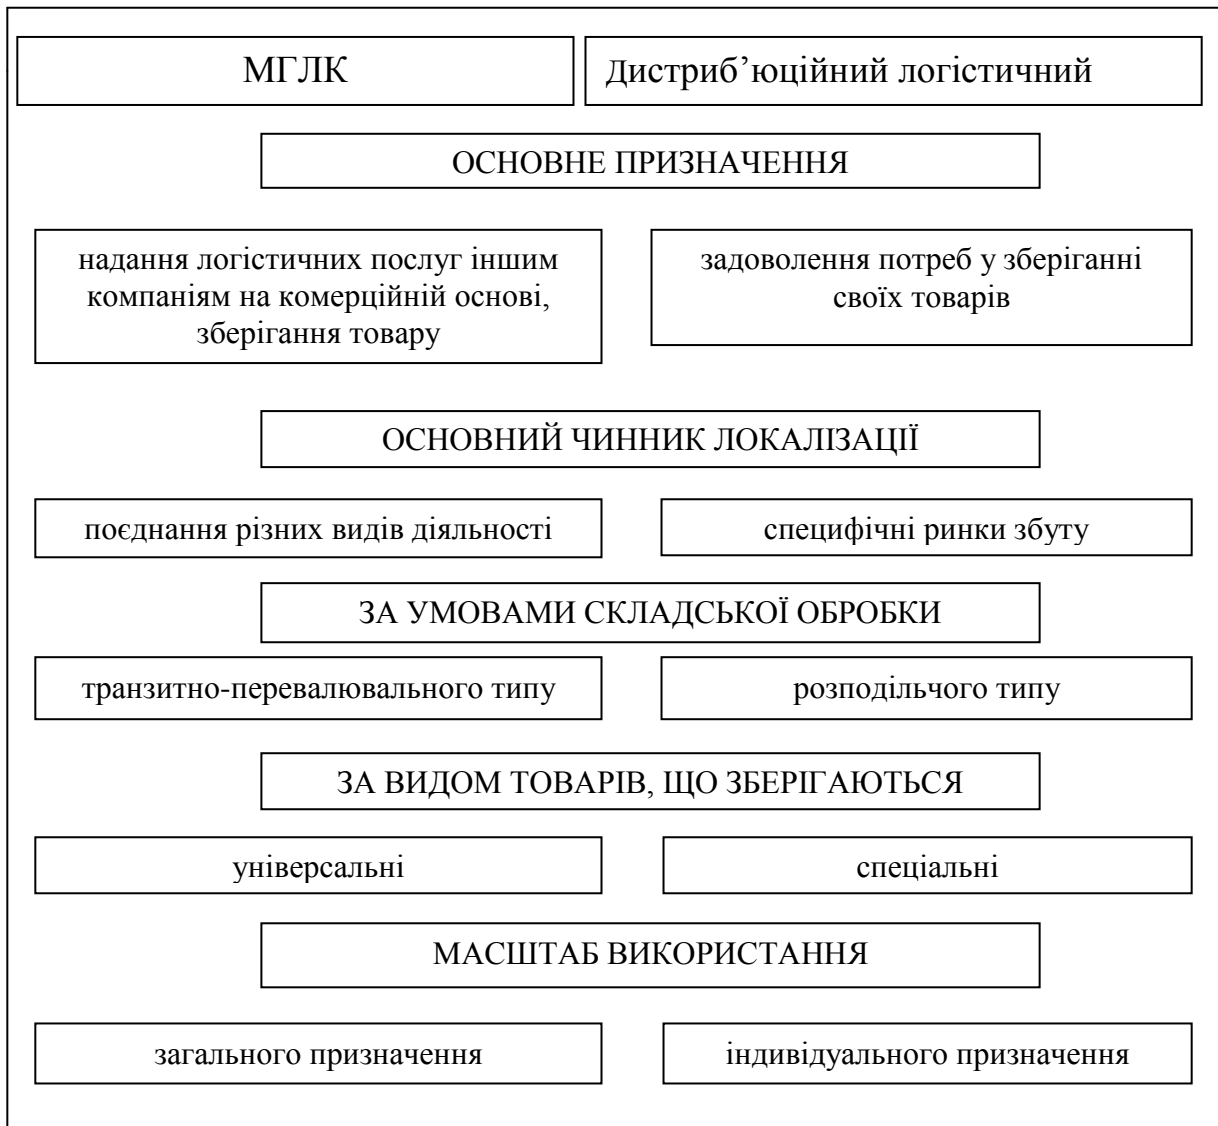 МГЛК
Дистриб’юційний логістичний
ОСНОВНЕ ПРИЗНАЧЕННЯ
надання логістичних послуг іншим
компаніям на комерційній основі,
зберігання товару
задоволення потреб у зберіганні
своїх товарів
ОСНОВНИЙ ЧИННИК ЛОКАЛІЗАЦІЇ
поєднання різних видів діяльності
специфічні ринки збуту
ЗА УМОВАМИ СКЛАДСЬКОЇ ОБРОБКИ
транзитно-перевалювального типу
розподільчого типу
ЗА ВИДОМ ТОВАРІВ, ЩО ЗБЕРІГАЮТЬСЯ
універсальні
спеціальні
МАСШТАБ ВИКОРИСТАННЯ
загального призначення
індивідуального призначення